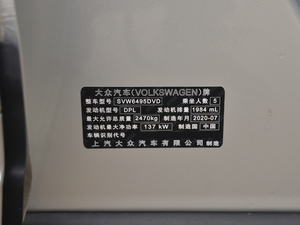 大众汽车(VOLKSWAGEN)牌
整车型号 SVW6495DVD 乘坐人数 5
发动机型号 DPL 发动机排量 1984 mL
最大允许总质量 2470kg 制造年月 2020-07
发动机最大净功率 137 kW 制造国 中国
车辆识别代号
上汽大众汽车有限公司 制造